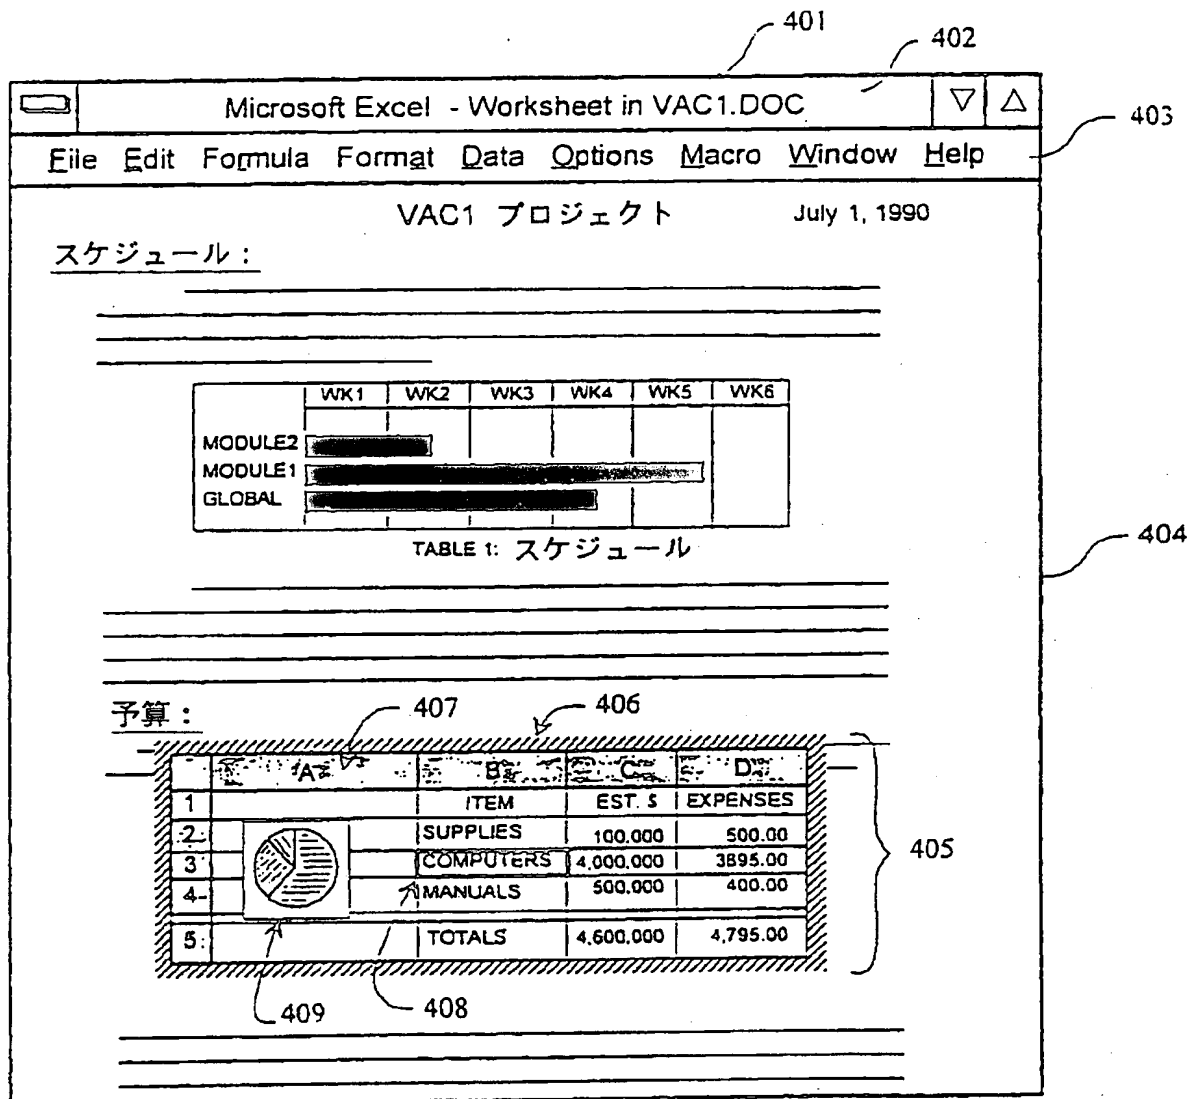 401
402
Microsoft Excel - Worksheet in VAC1.DOC
403
File Edit Formula Format Data Options Macro Window Help
VAC1 プロジェクト July 1, 1990
スケジュール：
WK1 WK2 WK3 WK4 WK5 WK6
MODULE2
MODULE1
GLOBAL
TABLE 1: スケジュール
404
予算：
407 406
A B C D
1 ITEM EST. $ EXPENSES
2 SUPPLIES 100.000 500.00
3 COMPUTERS 4,000.000 3895.00
4 MANUALS 500.000 400.00
5 TOTALS 4,600.000 4,795.00
405
409 408